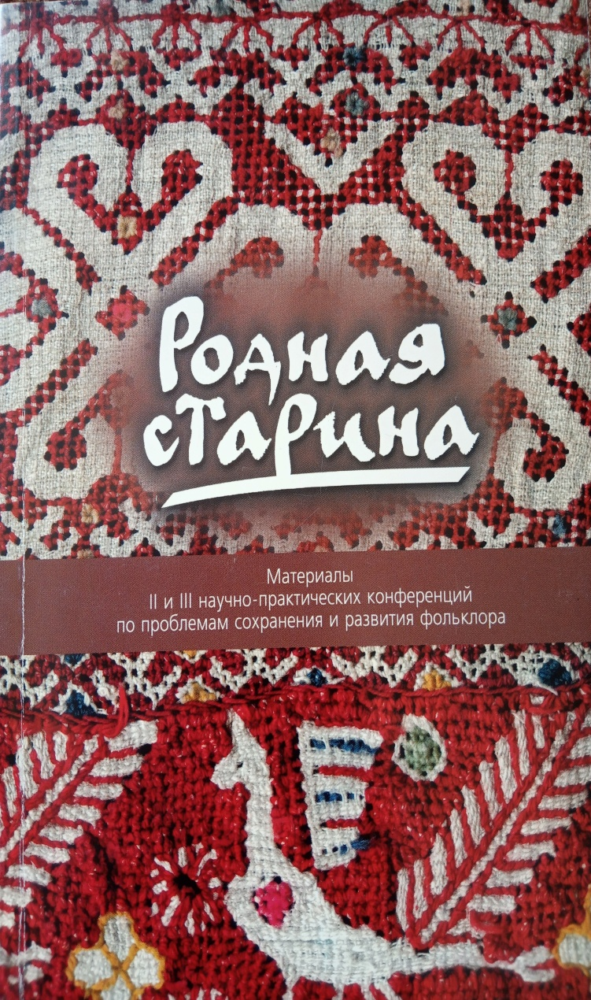 Родная
старина
Материалы
II и III научно-практических конференций
по проблемам сохранения и развития фольклора